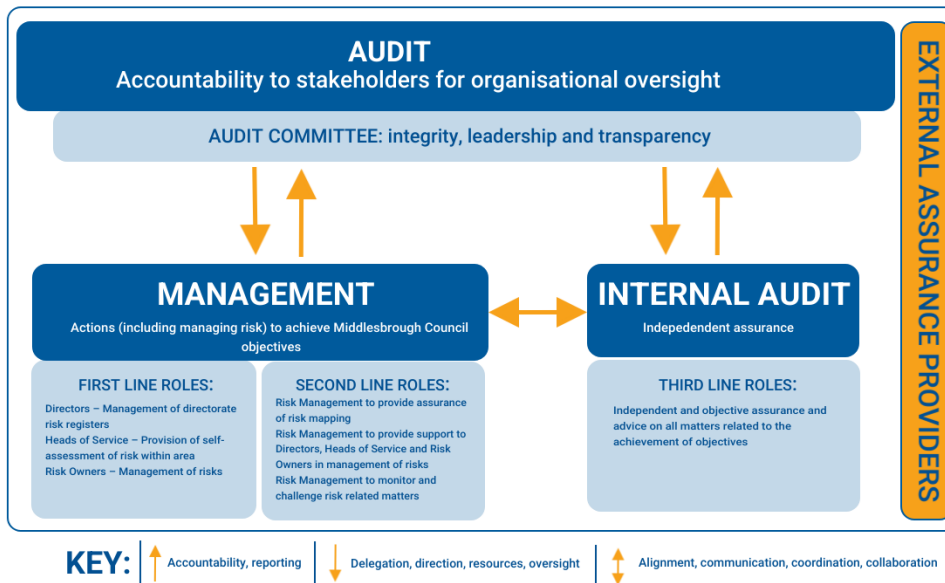 AUDIT
Accountability to stakeholders for organisational oversight
AUDIT COMMITTEE: integrity, leadership and transparency
MANAGEMENT
Actions (including managing risk) to achieve Middlesbrough Council
objectives
INTERNAL AUDIT
Indepedendent assurance
FIRST LINE ROLES:
Directors – Management of directorate
risk registers
Heads of Service – Provision of self-
assessment of risk within area
Risk Owners – Management of risks
SECOND LINE ROLES:
Risk Management to provide assurance
of risk mapping
Risk Management to provide support to
Directors, Heads of Service and Risk
Owners in management of risks
Risk Management to monitor and
challenge risk related matters
THIRD LINE ROLES:
Independent and objective assurance and
advice on all matters related to the
achievement of objectives
EXTERNAL ASSURANCE PROVIDERS
KEY:
Accountability, reporting
Delegation, direction, resources, oversight
Alignment, communication, coordination, collaboration